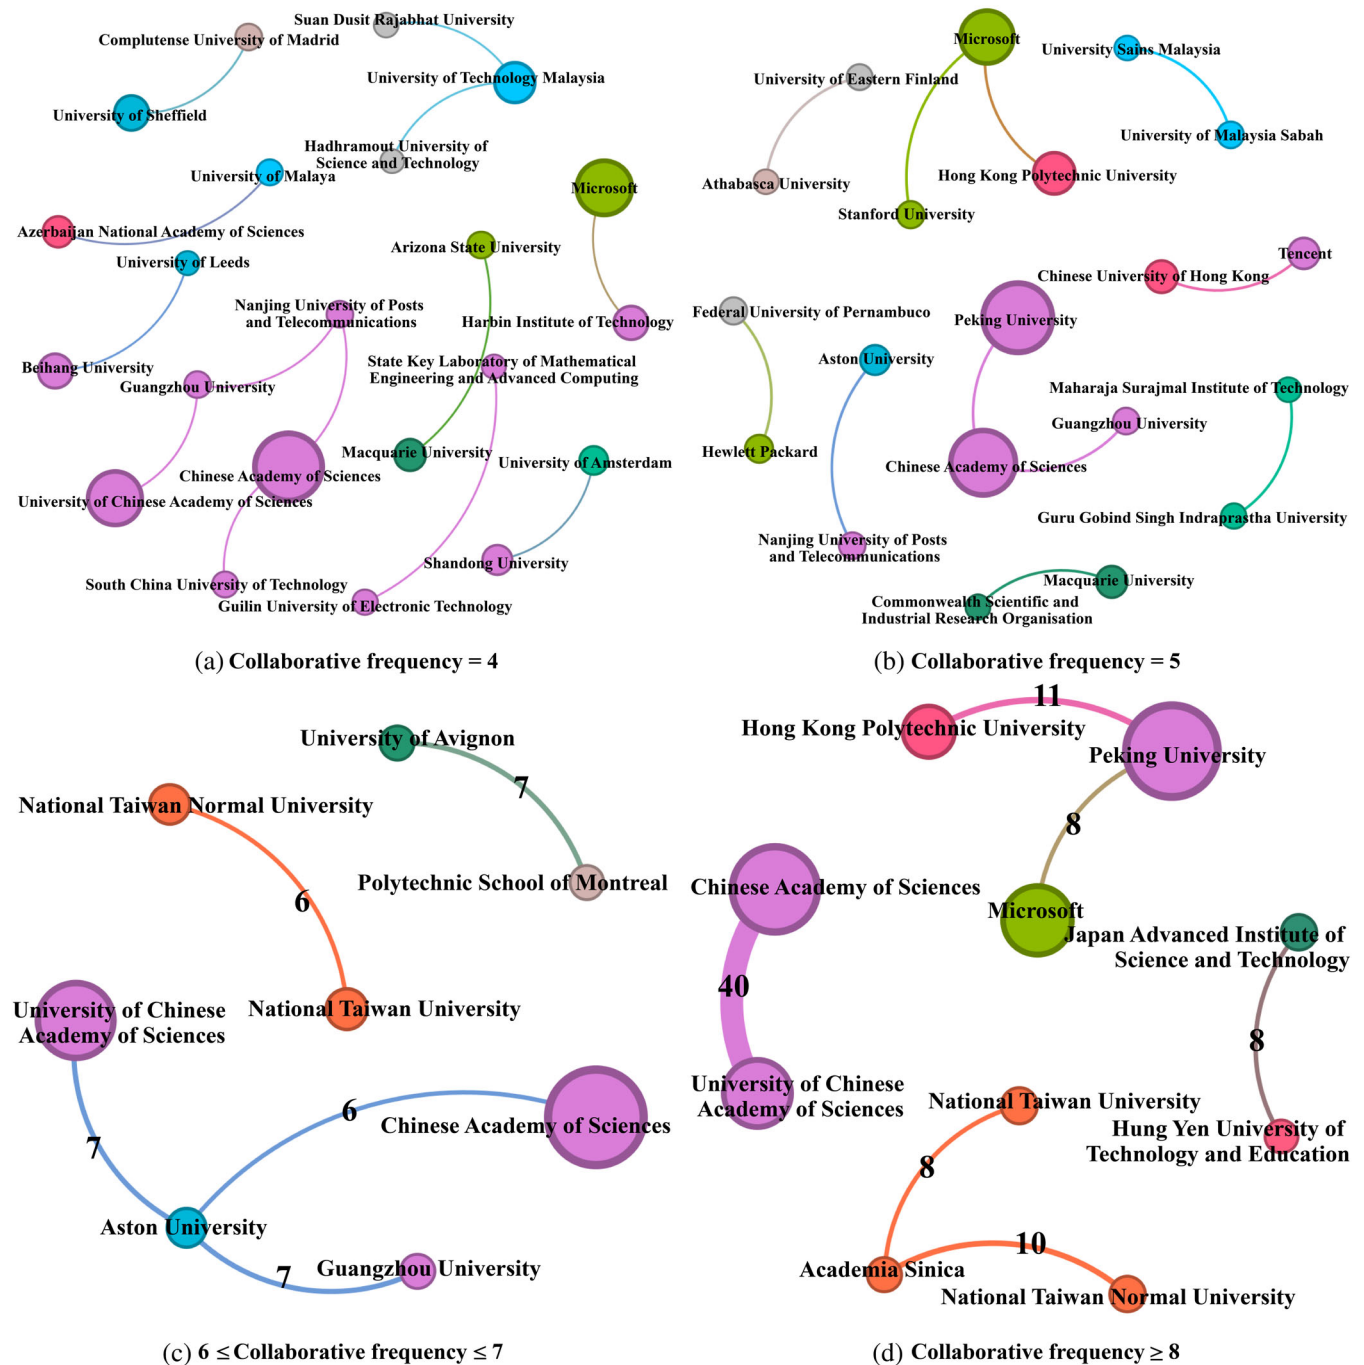 Suan Dusit Rajabhat University
Complutense University of Madrid
University of Technology Malaysia
University of Sheffield
Hadhramout University of
Science and Technology
University of Malaya
Microsoft
Azerbaijan National Academy of Sciences
Arizona State University
University of Leeds
Nanjing University of Posts
and Telecommunications
Harbin Institute of Technology
State Key Laboratory of Mathematical
Engineering and Advanced Computing
Beihang University
Guangzhou University
Macquarie University
University of Amsterdam
Chinese Academy of Sciences
University of Chinese Academy of Sciences
Shandong University
South China University of Technology
Guilin University of Electronic Technology
(a) Collaborative frequency = 4
Microsoft
University Sains Malaysia
University of Eastern Finland
University of Malaysia Sabah
Hong Kong Polytechnic University
Athabasca University
Stanford University
Tencent
Chinese University of Hong Kong
Federal University of Pernambuco
Peking University
Aston University
Maharaja Surajmal Institute of Technology
Guangzhou University
Hewlett Packard
Chinese Academy of Sciences
Guru Gobind Singh Indraprastha University
Nanjing University of Posts
and Telecommunications
Macquarie University
Commonwealth Scientific and
Industrial Research Organisation
(b) Collaborative frequency = 5
University of Avignon
7
National Taiwan Normal University
Polytechnic School of Montreal
6
National Taiwan University
University of Chinese
Academy of Sciences
6
Chinese Academy of Sciences
7
Aston University
7
Guangzhou University
(c) 6 ≤ Collaborative frequency ≤ 7
11
Hong Kong Polytechnic University
Peking University
8
Chinese Academy of Sciences
Microsoft
Japan Advanced Institute of
Science and Technology
40
8
University of Chinese
Academy of Sciences
National Taiwan University
Hung Yen University of
Technology and Education
8
10
Academia Sinica
National Taiwan Normal University
(d) Collaborative frequency ≥ 8